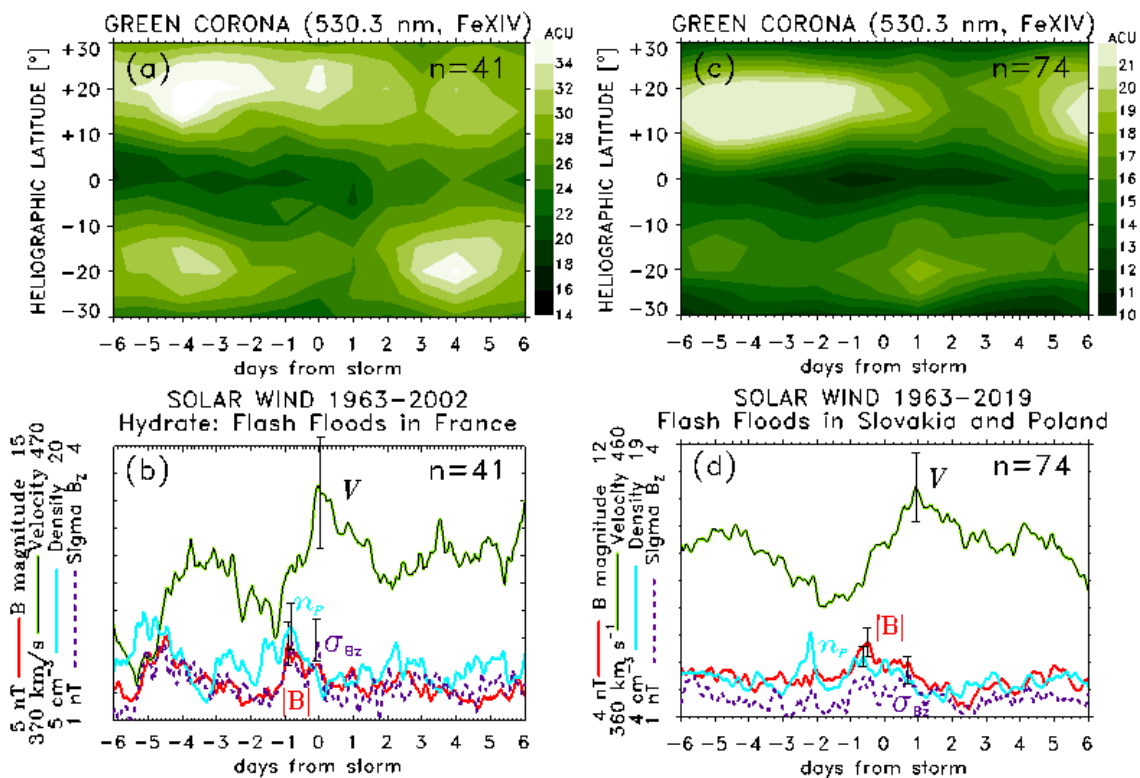 GREEN CORONA (530.3 nm, FeXIV)
ACU
(a)
n=41
HELIOGRAPHIC LATITUDE [°]
+30
+20
+10
0
−10
−20
−30
34
32
30
28
26
24
22
20
18
16
14
−6 −5 −4 −3 −2 −1 0 1 2 3 4 5 6
days from storm
GREEN CORONA (530.3 nm, FeXIV)
ACU
(c)
n=74
HELIOGRAPHIC LATITUDE [°]
+30
+20
+10
0
−10
−20
−30
21
20
19
18
17
16
15
14
13
12
11
10
−6 −5 −4 −3 −2 −1 0 1 2 3 4 5 6
days from storm
SOLAR WIND 1963−2002
Hydrate: Flash Floods in France
(b)
n=41
V
n_P
σ_Bz
|B|
5 nT B magnitude 15
370 km/s Velocity 470
5 cm⁻³ Density 20
1 nT Sigma B_z 4
−6 −5 −4 −3 −2 −1 0 1 2 3 4 5 6
days from storm
SOLAR WIND 1963−2019
Flash Floods in Slovakia and Poland
(d)
n=74
V
|B|
n_P
σ_Bz
4 nT B magnitude 12
360 km s⁻¹ Velocity 460
4 cm⁻³ Density 19
1 nT Sigma B_z 4
−6 −5 −4 −3 −2 −1 0 1 2 3 4 5 6
days from storm